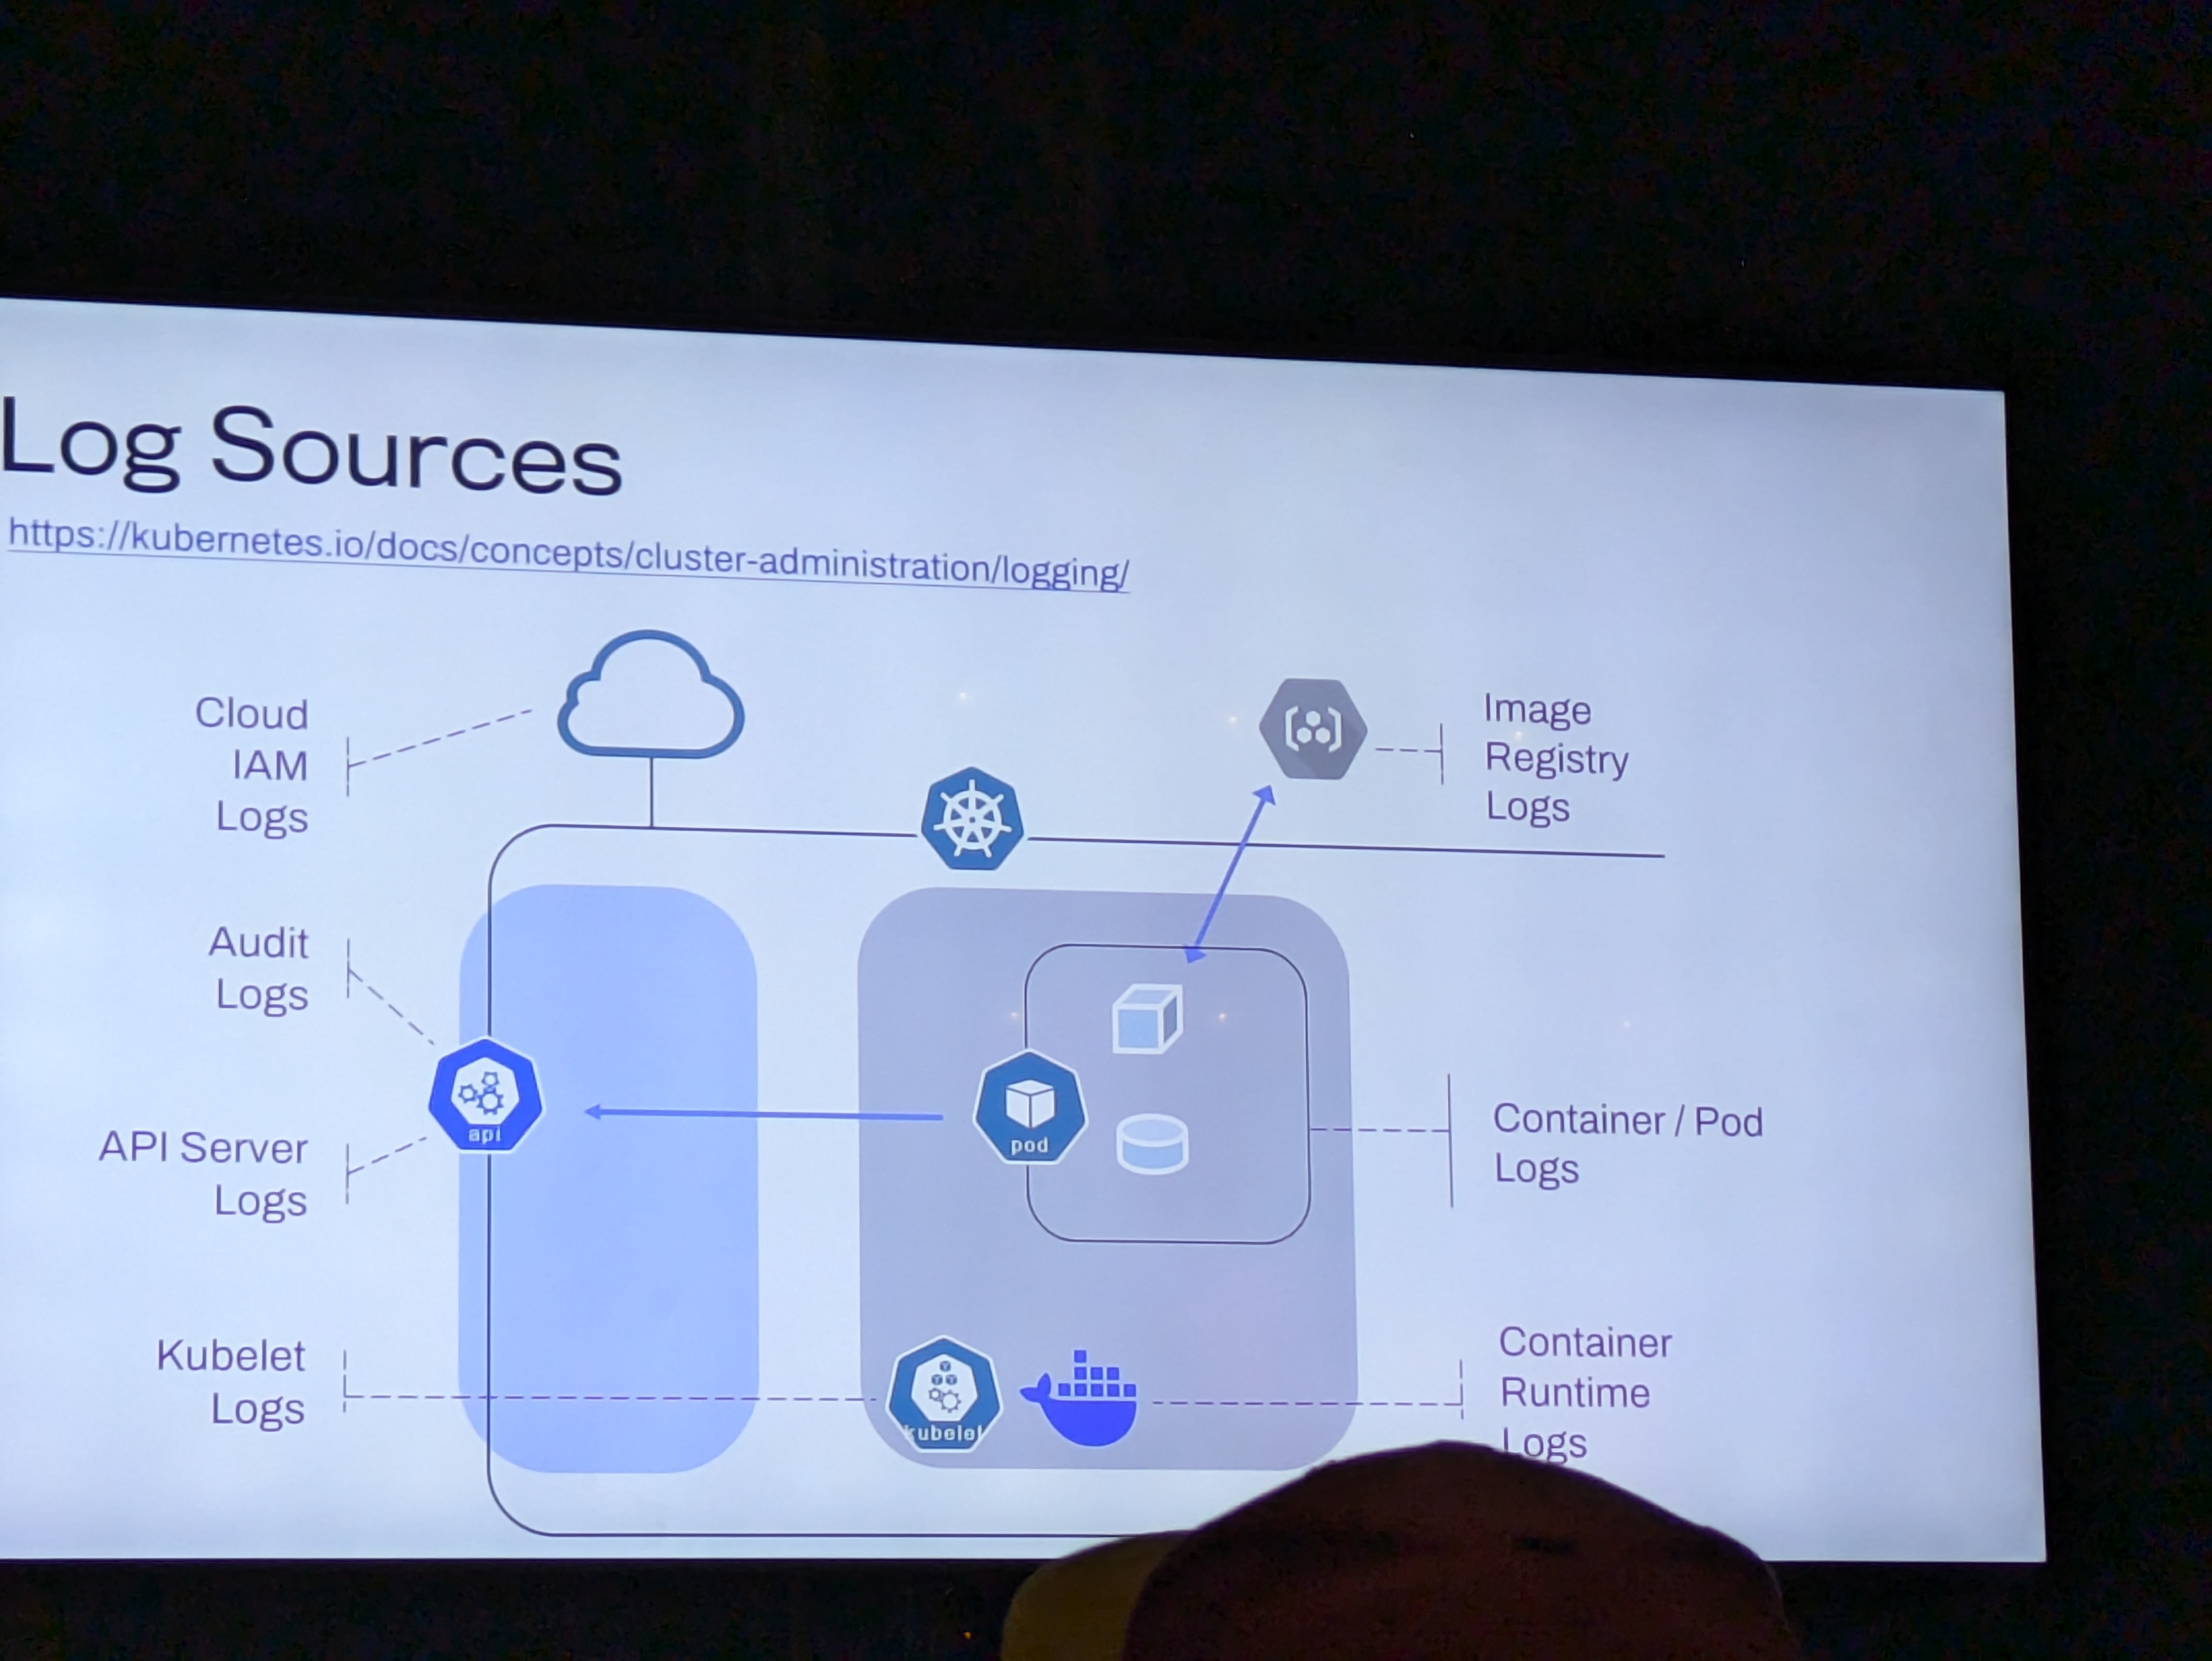 Log Sources
https://kubernetes.io/docs/concepts/cluster-administration/logging/
Cloud
IAM
Logs
Image
Registry
Logs
Audit
Logs
api
API Server
Logs
pod
Container / Pod
Logs
Kubelet
Logs
kubelet
Container
Runtime
Logs